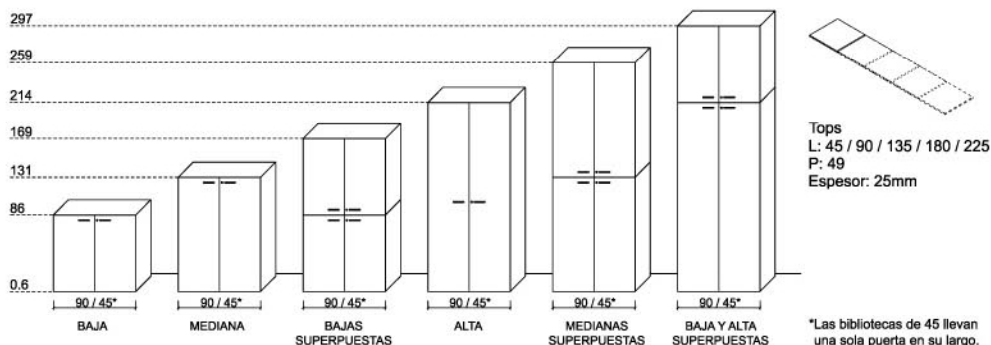 297
259
214
169
131
86
0.6
90 / 45*
90 / 45*
90 / 45*
90 / 45*
90 / 45*
90 / 45*
BAJA
MEDIANA
BAJAS
SUPERPUESTAS
ALTA
MEDIANAS
SUPERPUESTAS
BAJA Y ALTA
SUPERPUESTAS
Tops
L: 45 / 90 / 135 / 180 / 225
P: 49
Espesor: 25mm
*Las bibliotecas de 45 llevan
una sola puerta en su largo.